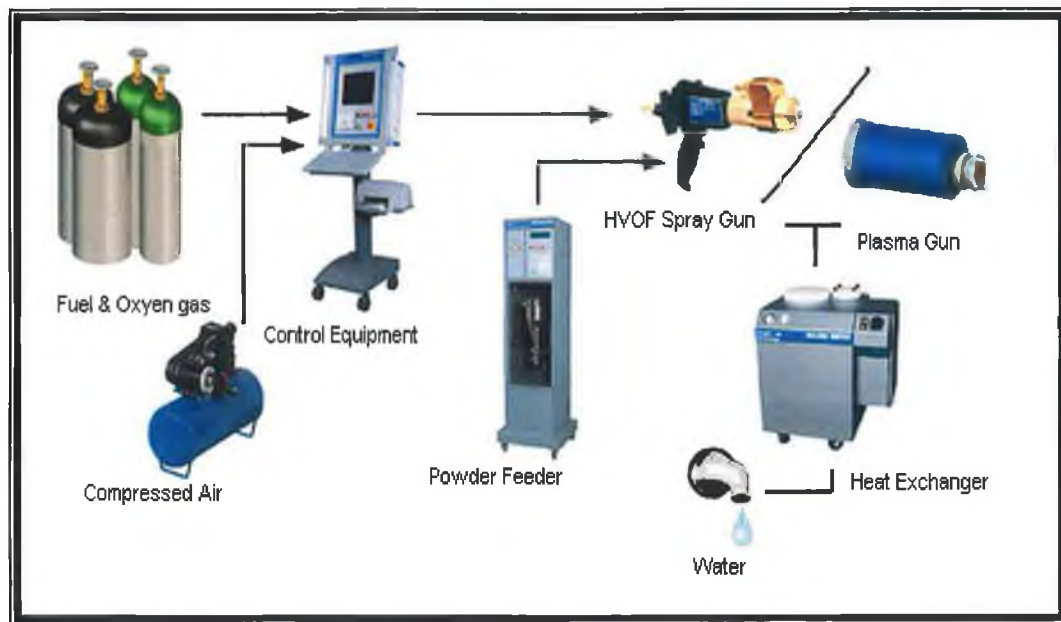 HVOF Spray Gun
Plasma Gun
Fuel & Oxyen gas
Control Equipment
Powder Feeder
Heat Exchanger
Compressed Air
Water